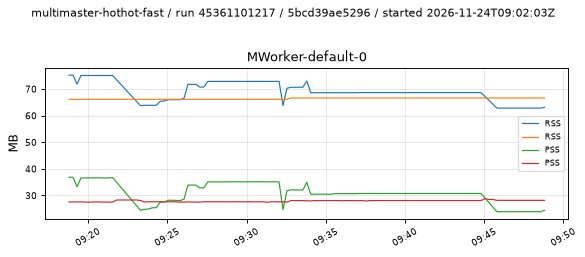 multimaster-hothot-fast / run 45361101217 / 5bcd39ae5296 / started 2026-11-24T09:02:03Z
MWorker-default-0
MB
70
60
50
40
30
RSS
RSS
PSS
PSS
09:20
09:25
09:30
09:35
09:40
09:45
09:50